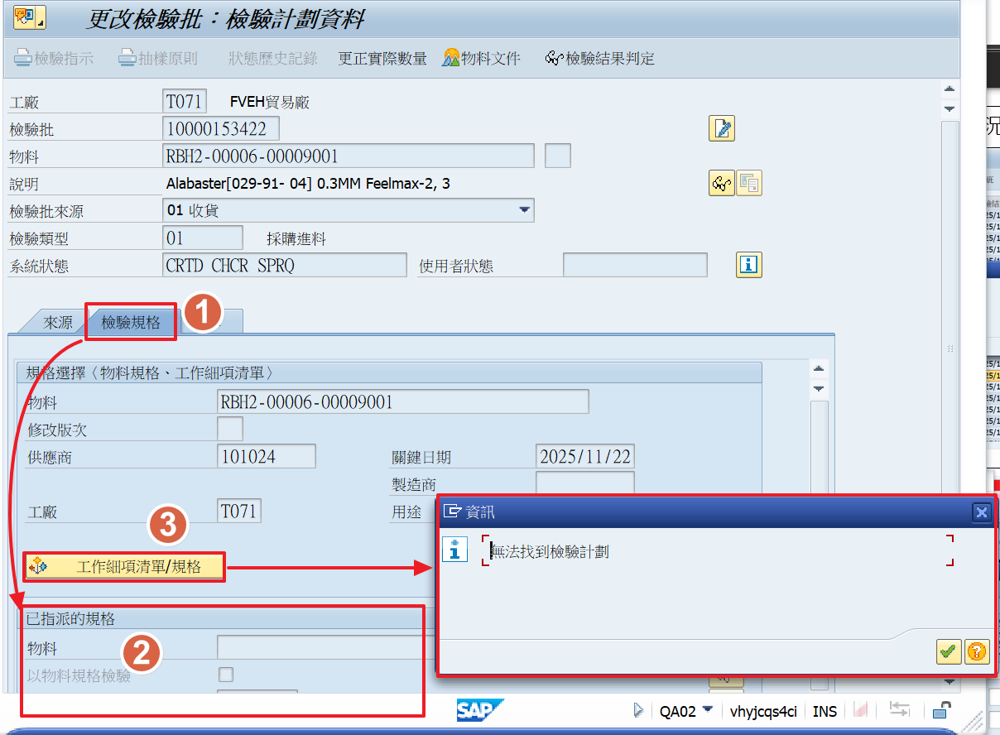 更改檢驗批：檢驗計劃資料
檢驗指示 抽樣原則 狀態歷史記錄 更正實際數量 物料文件 檢驗結果判定
工廠 T071 FVEH貿易廠
檢驗批 10000153422
物料 RBH2-00006-00009001
說明 Alabaster[029-91- 04] 0.3MM Feelmax-2, 3
檢驗批來源 01 收貨
檢驗類型 01 採購進料
系統狀態 CRTD CHCR SPRQ 使用者狀態
來源 檢驗規格 1
規格選擇〈物料規格、工作細項清單〉
物料 RBH2-00006-00009001
修改版次
供應商 101024 關鍵日期 2025/11/22
製造商
工廠 T071 用途
3
工作細項清單/規格
資訊
無法找到檢驗計劃
已指派的規格
物料
2
以物料規格檢驗
SAP QA02 vhyjcqs4ci INS